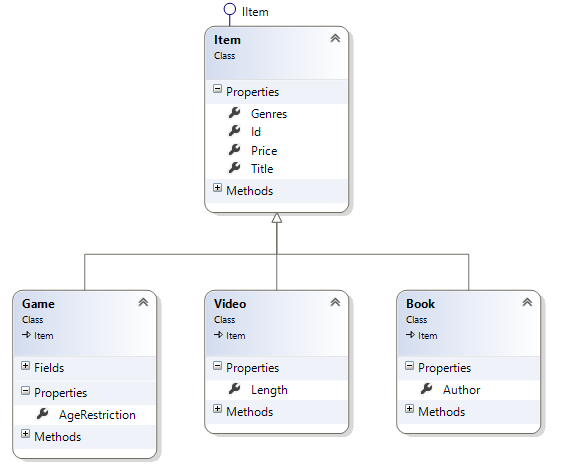 IItem
Item
Class
Properties
Genres
Id
Price
Title
Methods
Game
Class
Item
Fields
Properties
AgeRestriction
Methods
Video
Class
Item
Properties
Length
Methods
Book
Class
Item
Properties
Author
Methods